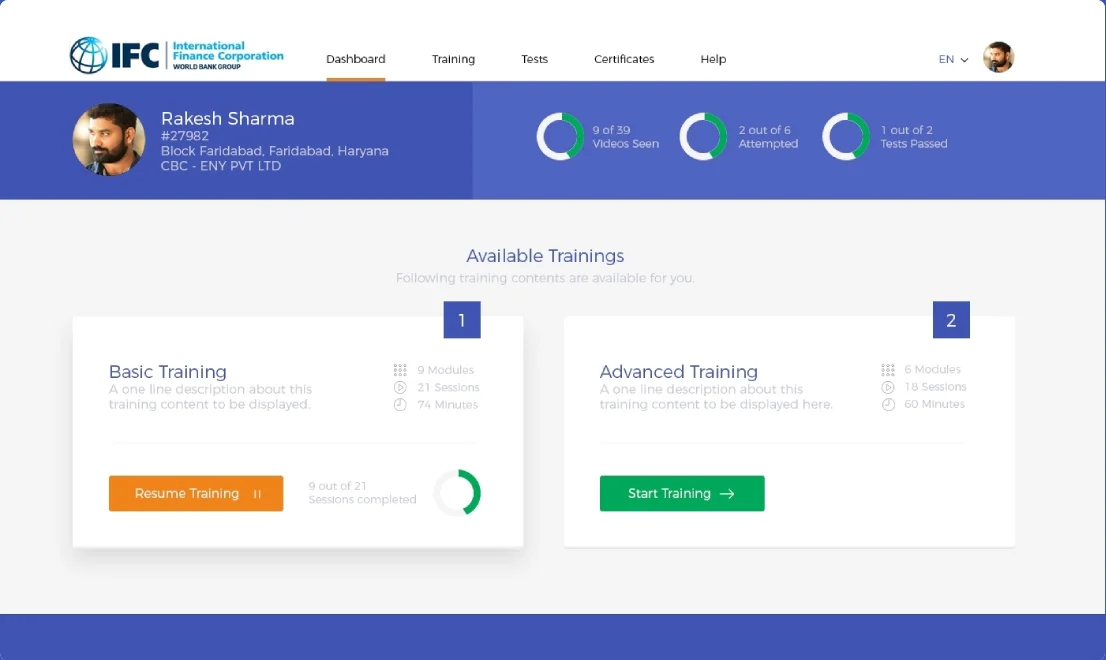 IFC
International
Finance Corporation
WORLD BANK GROUP
Dashboard
Training
Tests
Certificates
Help
EN
Rakesh Sharma
#27982
Block Faridabad, Faridabad, Haryana
CBC - ENY PVT LTD
9 of 39
Videos Seen
2 out of 6
Attempted
1 out of 2
Tests Passed
Available Trainings
Following training contents are available for you.
1
Basic Training
A one line description about this
training content to be displayed.
9 Modules
21 Sessions
74 Minutes
Resume Training
9 out of 21
Sessions completed
2
Advanced Training
A one line description about this
training content to be displayed here.
6 Modules
18 Sessions
60 Minutes
Start Training